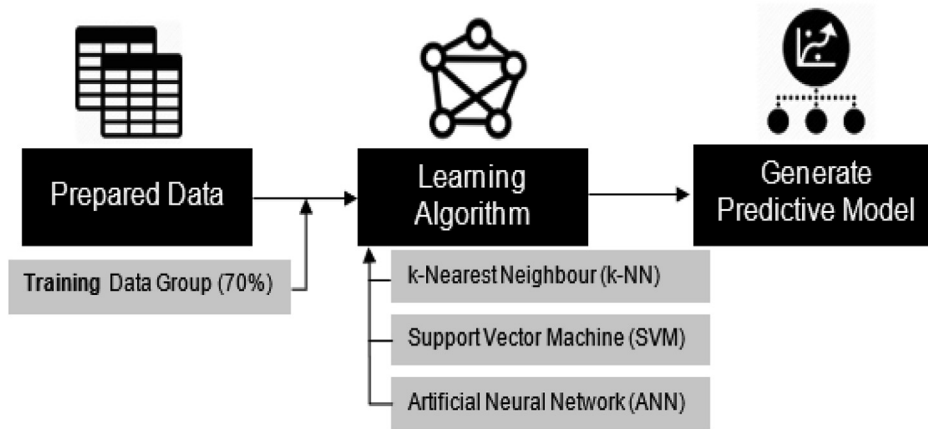 Prepared Data
Learning
Algorithm
Generate
Predictive Model
Training Data Group (70%)
k-Nearest Neighbour (k-NN)
Support Vector Machine (SVM)
Artificial Neural Network (ANN)